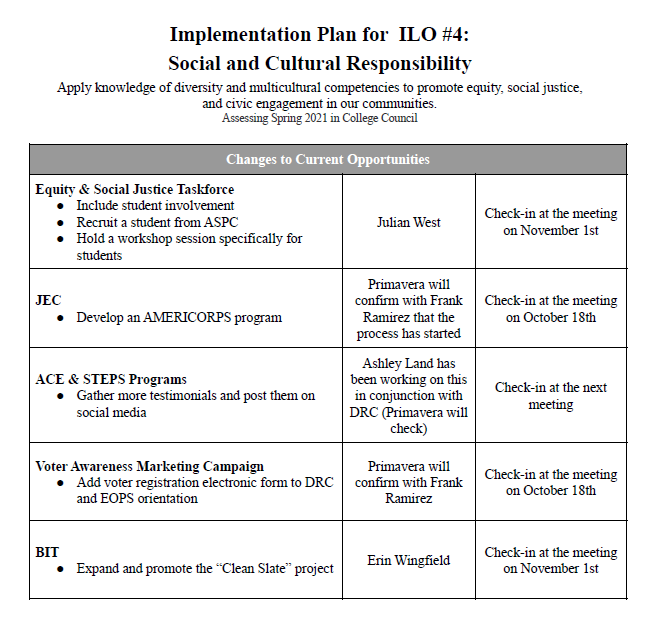 Implementation Plan for ILO #4:
Social and Cultural Responsibility
Apply knowledge of diversity and multicultural competencies to promote equity, social justice,
and civic engagement in our communities.
Assessing Spring 2021 in College Council
Changes to Current Opportunities
Equity & Social Justice Taskforce
● Include student involvement
● Recruit a student from ASPC
● Hold a workshop session specifically for
students
Julian West
Check-in at the meeting
on November 1st
JEC
● Develop an AMERICORPS program
Primavera will
confirm with Frank
Ramirez that the
process has started
Check-in at the meeting
on October 18th
ACE & STEPS Programs
● Gather more testimonials and post them on
social media
Ashley Land has
been working on this
in conjunction with
DRC (Primavera will
check)
Check-in at the next
meeting
Voter Awareness Marketing Campaign
● Add voter registration electronic form to DRC
and EOPS orientation
Primavera will
confirm with Frank
Ramirez
Check-in at the meeting
on October 18th
BIT
● Expand and promote the “Clean Slate” project
Erin Wingfield
Check-in at the meeting
on November 1st